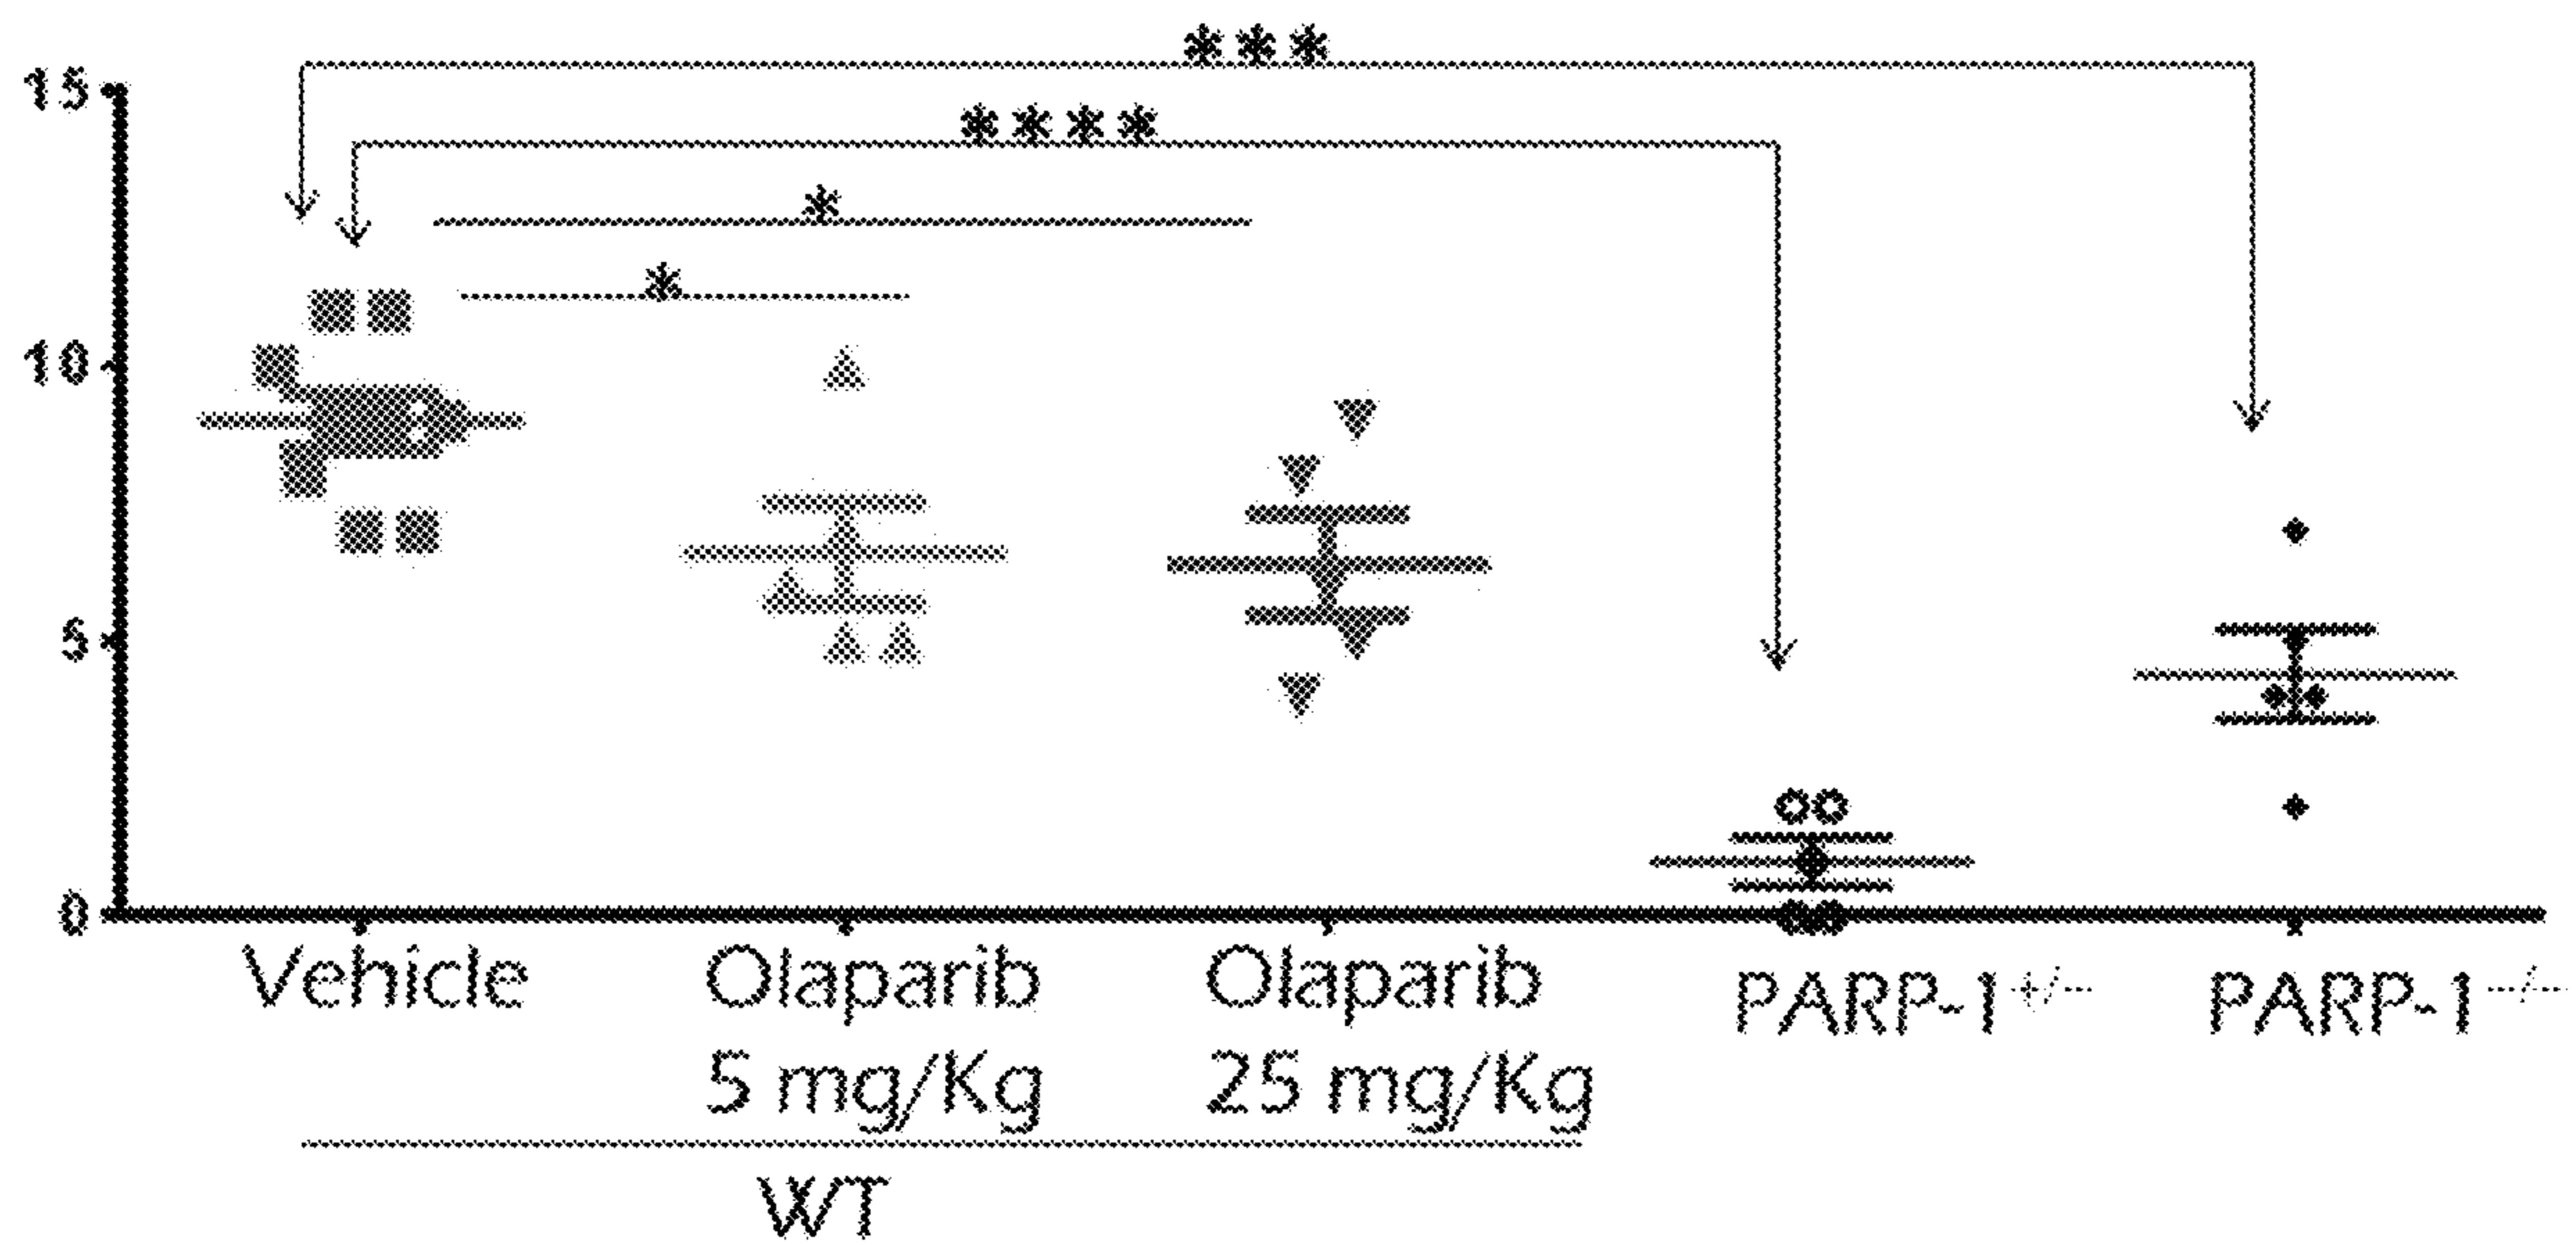 ***
15
****
*
*
10
5
0
Vehicle Olaparib Olaparib PARP-1+/-- PARP-1--/--
5 mg/Kg 25 mg/Kg
WT